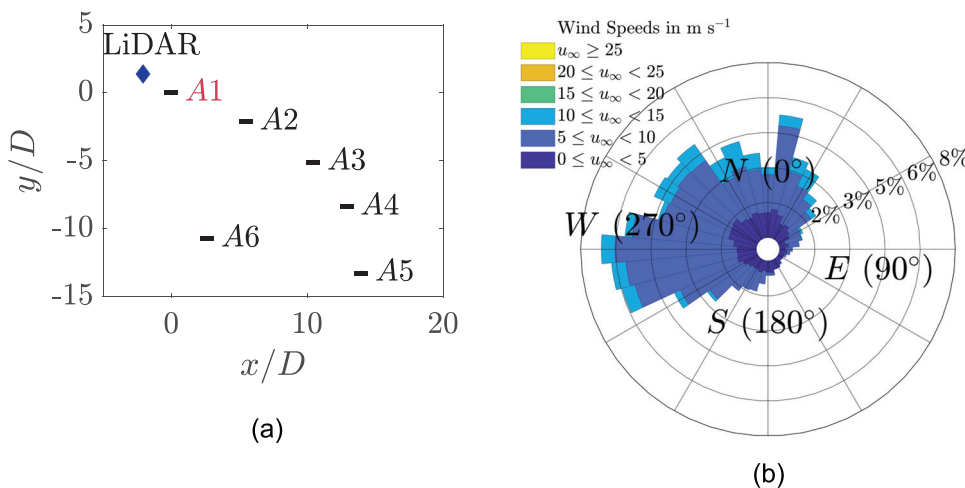 5
0
-5
-10
-15
y/D
LiDAR
A1
A2
A3
A4
A6
A5
0
10
20
x/D
(a)
Wind Speeds in m s⁻¹
u∞ ≥ 25
20 ≤ u∞ < 25
15 ≤ u∞ < 20
10 ≤ u∞ < 15
5 ≤ u∞ < 10
0 ≤ u∞ < 5
N (0°)
W (270°)
E (90°)
S (180°)
2%
3%
5%
6%
8%
(b)